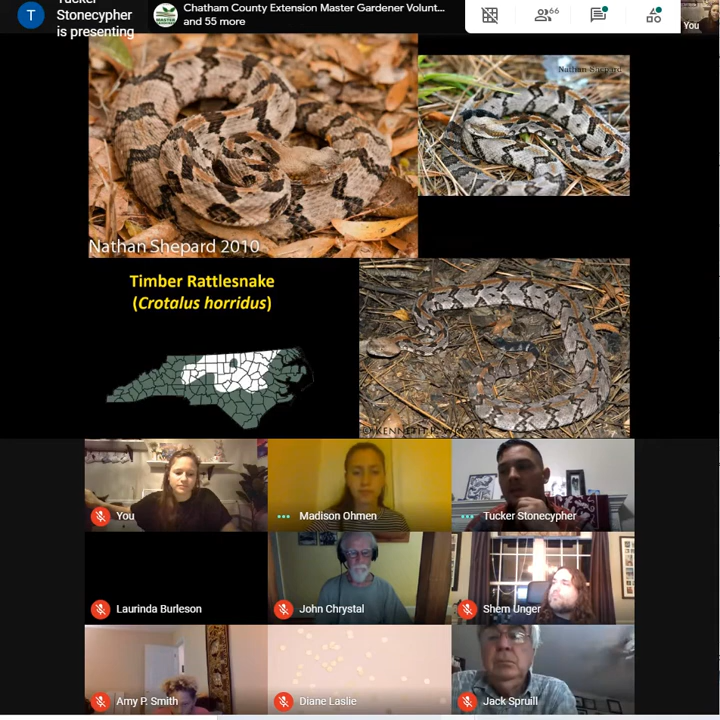 Tucker
Stonecypher
is presenting
T
Chatham County Extension Master Gardener Volunt...
and 55 more
66
You
Nathan Shepard
Nathan Shepard 2010
Timber Rattlesnake
(Crotalus horridus)
You
Madison Ohmen
Tucker Stonecypher
Laurinda Burleson
John Chrystal
Shem Unger
Amy P. Smith
Diane Laslie
Jack Spruill